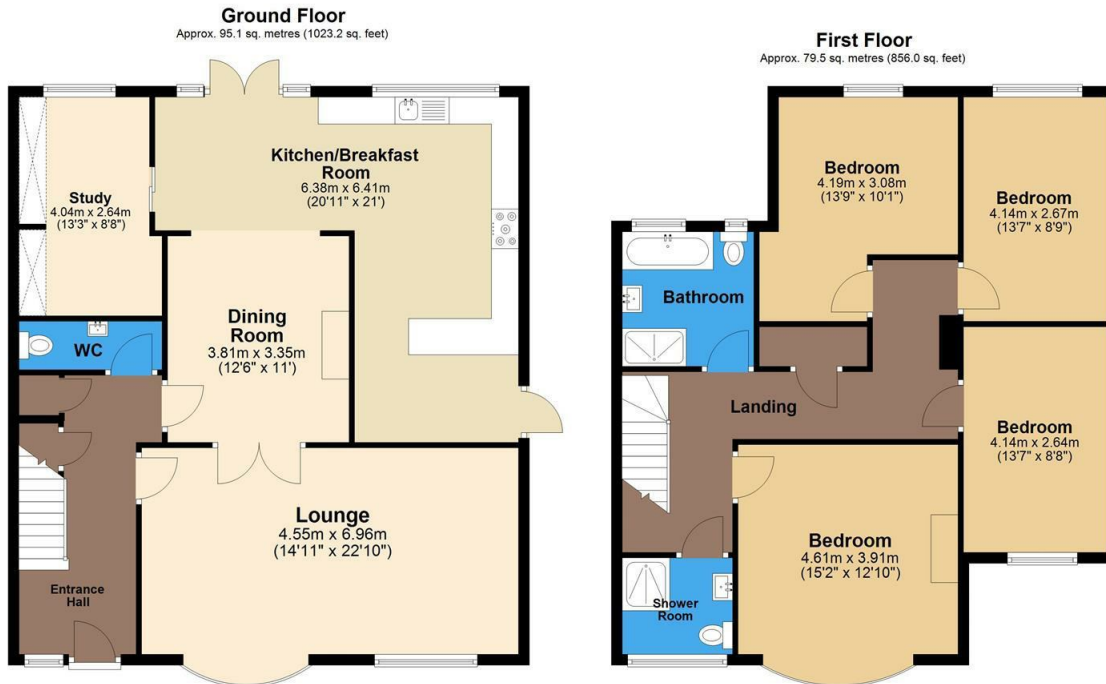 Ground Floor
Approx. 95.1 sq. metres (1023.2 sq. feet)
Kitchen/Breakfast
Room
6.38m x 6.41m
(20'11" x 21')
Study
4.04m x 2.64m
(13'3" x 8'8")
Dining
Room
3.81m x 3.35m
(12'6" x 11')
WC
Lounge
4.55m x 6.96m
(14'11" x 22'10")
Entrance
Hall
First Floor
Approx. 79.5 sq. metres (856.0 sq. feet)
Bedroom
4.19m x 3.08m
(13'9" x 10'1")
Bedroom
4.14m x 2.67m
(13'7" x 8'9")
Bathroom
Landing
Bedroom
4.14m x 2.64m
(13'7" x 8'8")
Bedroom
4.61m x 3.91m
(15'2" x 12'10")
Shower
Room